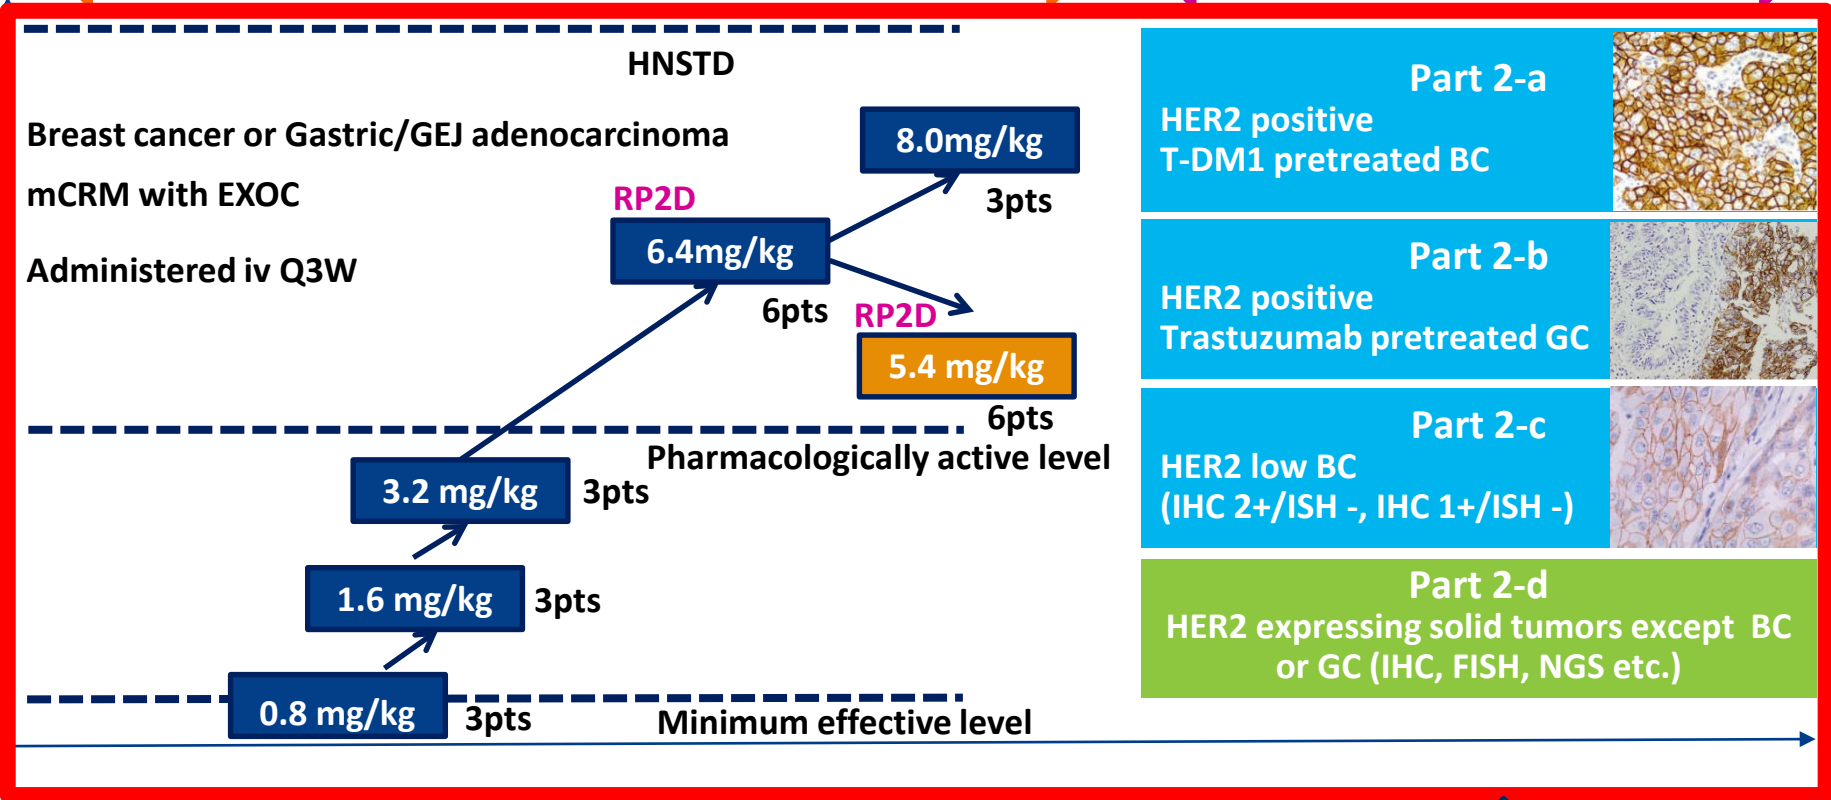 HNSTD
Breast cancer or Gastric/GEJ adenocarcinoma
mCRM with EXOC
Administered iv Q3W
8.0mg/kg
3pts
RP2D
6.4mg/kg
6pts
RP2D
5.4 mg/kg
6pts
Pharmacologically active level
3.2 mg/kg
3pts
1.6 mg/kg
3pts
0.8 mg/kg
3pts
Minimum effective level
Part 2-a
HER2 positive
T-DM1 pretreated BC
Part 2-b
HER2 positive
Trastuzumab pretreated GC
Part 2-c
HER2 low BC
(IHC 2+/ISH -, IHC 1+/ISH -)
Part 2-d
HER2 expressing solid tumors except  BC
or GC (IHC, FISH, NGS etc.)